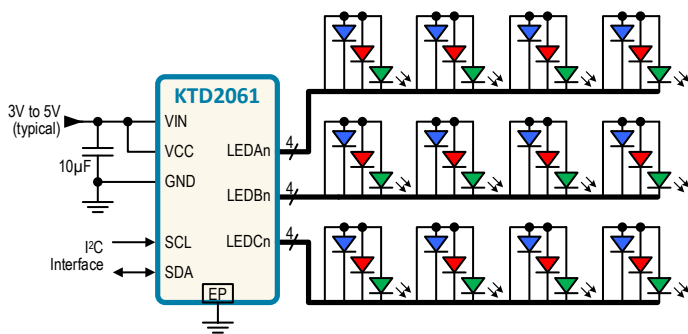 KTD2061
3V to 5V
(typical)
VIN
4
LEDAn
VCC
10µF
GND
4
LEDBn
4
LEDCn
SCL
I²C
Interface
SDA
EP